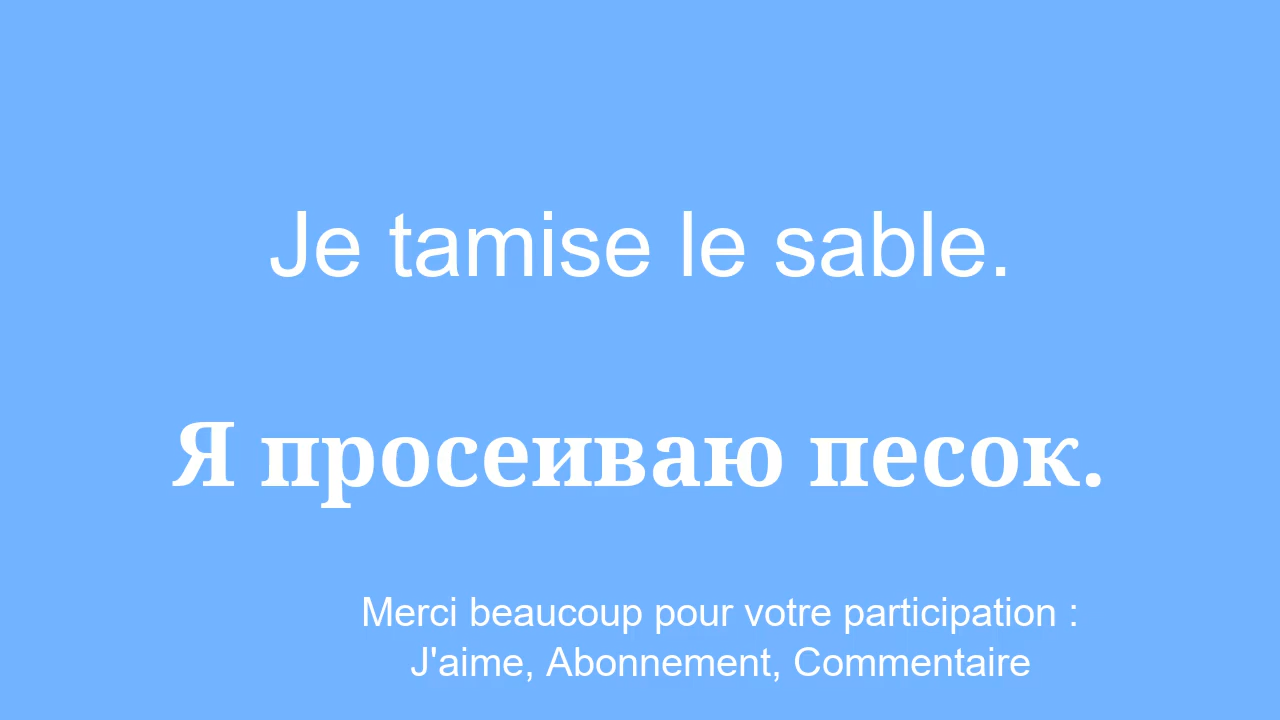 Je tamise le sable.
Я просеиваю песок.
Merci beaucoup pour votre participation :
J'aime, Abonnement, Commentaire